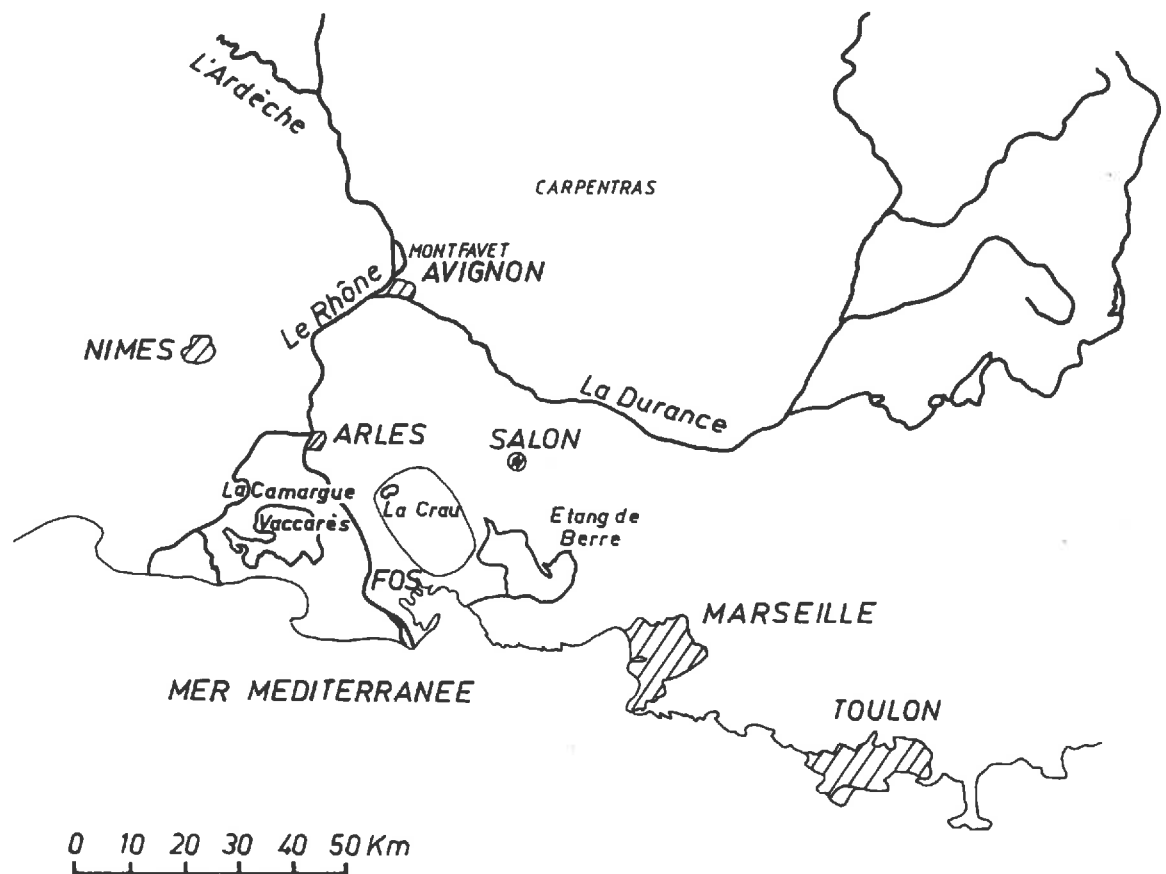 L'Ardèche
CARPENTRAS
MONTFAVET
AVIGNON
Le Rhône
NIMES
La Durance
ARLES
SALON
La Camargue
Vaccarès
La Crau
Etang de
Berre
FOS
MARSEILLE
MER MEDITERRANEE
TOULON
0 10 20 30 40 50 Km